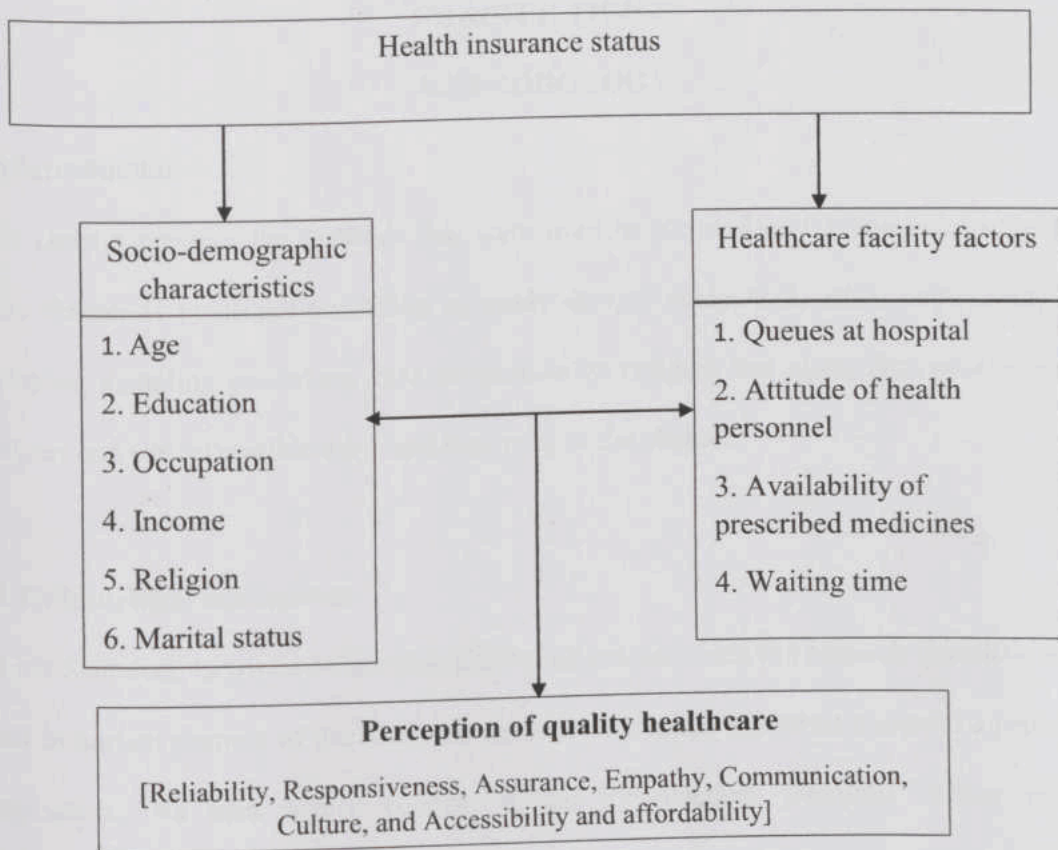 Health insurance status
Socio-demographic
characteristics
1. Age
2. Education
3. Occupation
4. Income
5. Religion
6. Marital status
Healthcare facility factors
1. Queues at hospital
2. Attitude of health
personnel
3. Availability of
prescribed medicines
4. Waiting time
Perception of quality healthcare
[Reliability, Responsiveness, Assurance, Empathy, Communication,
Culture, and Accessibility and affordability]